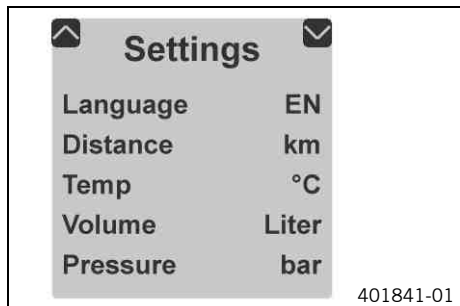 Settings
Language EN
Distance km
Temp °C
Volume Liter
Pressure bar
401841-01